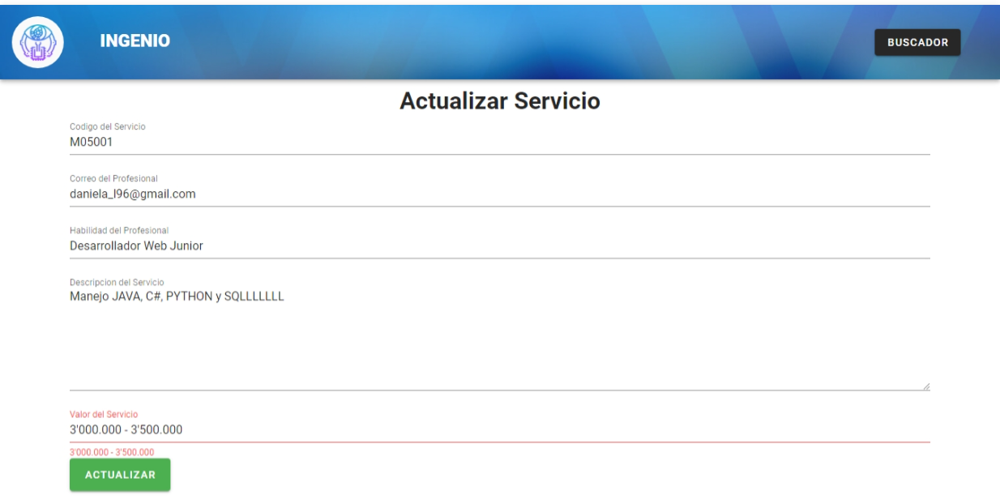 INGENIO
BUSCADOR
Actualizar Servicio
Codigo del Servicio
M05001
Correo del Profesional
daniela_l96@gmail.com
Habilidad del Profesional
Desarrollador Web Junior
Descripcion del Servicio
Manejo JAVA, C#, PYTHON y SQLLLLLLL
Valor del Servicio
3'000.000 - 3'500.000
3'000.000 - 3'500.000
ACTUALIZAR